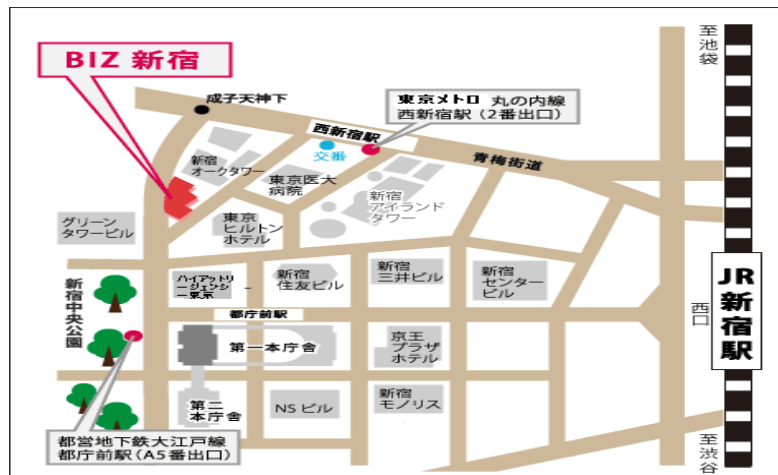 至池袋
BIZ 新宿
成子天神下
東京メトロ 丸の内線
西新宿駅（2番出口）
西新宿駅
交番
青梅街道
新宿
オークタワー
東京医大
病院
新宿
アイランド
タワー
グリーン
タワービル
東京
ヒルトン
ホテル
新宿中央公園
ハイアットリ
ージェンシ
ー東京
新宿
住友ビル
新宿
三井ビル
新宿
センター
ビル
西口
JR新宿駅
都庁前駅
第一本庁舎
京王
プラザ
ホテル
第二
本庁舎
NSビル
新宿
モノリス
都営地下鉄大江戸線
都庁前駅（A5番出口）
至渋谷